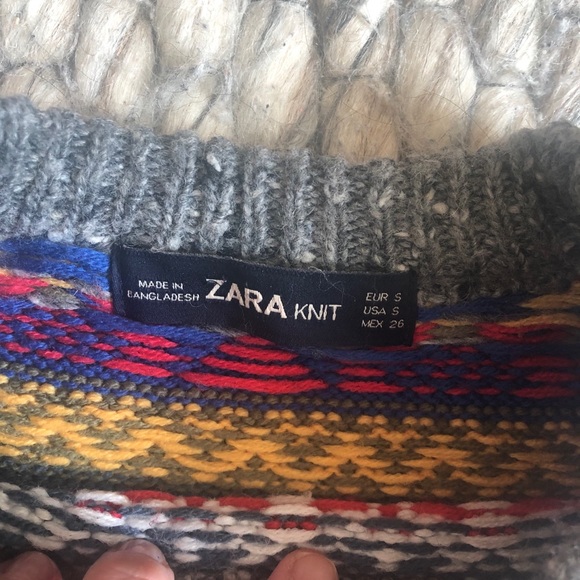 MADE IN
BANGLADESH
ZARA KNIT
EUR S
USA S
MEX 26